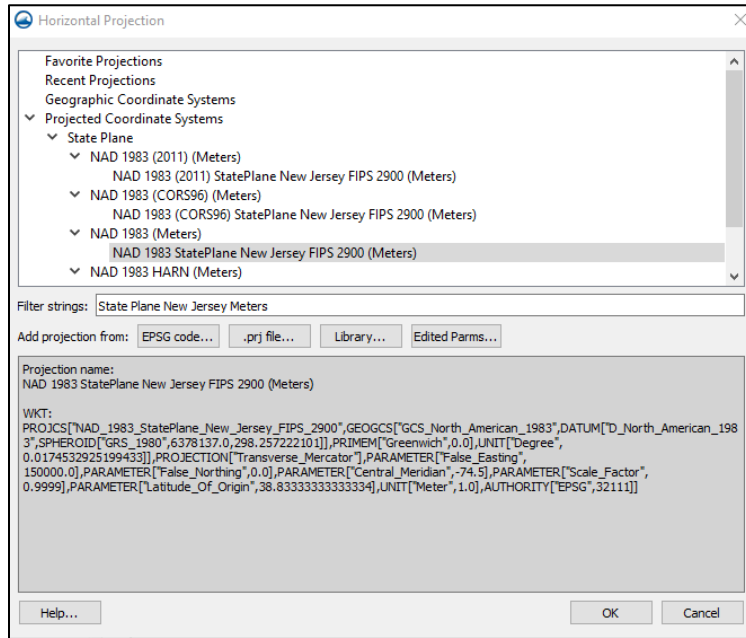 Horizontal Projection
Favorite Projections
Recent Projections
Geographic Coordinate Systems
Projected Coordinate Systems
State Plane
NAD 1983 (2011) (Meters)
NAD 1983 (2011) StatePlane New Jersey FIPS 2900 (Meters)
NAD 1983 (CORS96) (Meters)
NAD 1983 (CORS96) StatePlane New Jersey FIPS 2900 (Meters)
NAD 1983 (Meters)
NAD 1983 StatePlane New Jersey FIPS 2900 (Meters)
NAD 1983 HARN (Meters)
Filter strings: State Plane New Jersey Meters
Add projection from: EPSG code... .prj file... Library... Edited Parms...
Projection name:
NAD 1983 StatePlane New Jersey FIPS 2900 (Meters)
WKT:
PROJCS["NAD_1983_StatePlane_New_Jersey_FIPS_2900",GEOGCS["GCS_North_American_1983",DATUM["D_North_American_198
3",SPHEROID["GRS_1980",6378137.0,298.257222101]],PRIMEM["Greenwich",0.0],UNIT["Degree",
0.0174532925199433]],PROJECTION["Transverse_Mercator"],PARAMETER["False_Easting",
150000.0],PARAMETER["False_Northing",0.0],PARAMETER["Central_Meridian",-74.5],PARAMETER["Scale_Factor",
0.9999],PARAMETER["Latitude_Of_Origin",38.83333333333334],UNIT["Meter",1.0],AUTHORITY["EPSG",32111]]
Help... OK Cancel